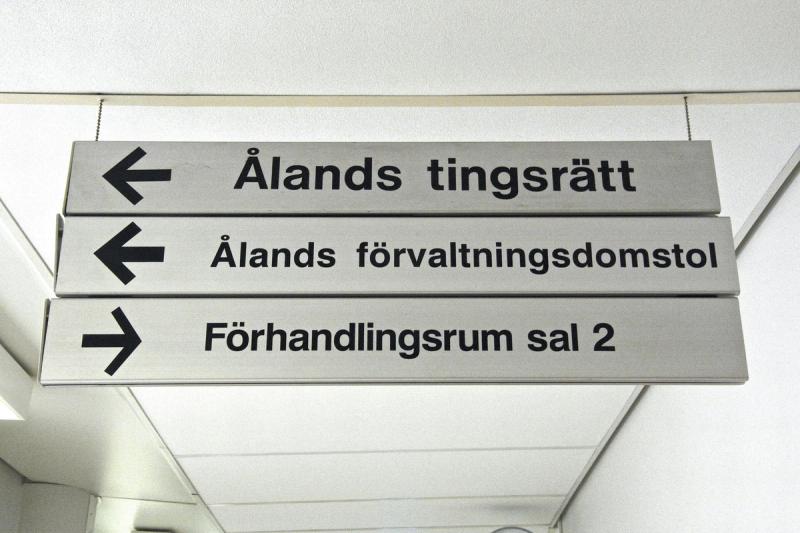 Ålands tingsrätt
Ålands förvaltningsdomstol
Förhandlingsrum sal 2